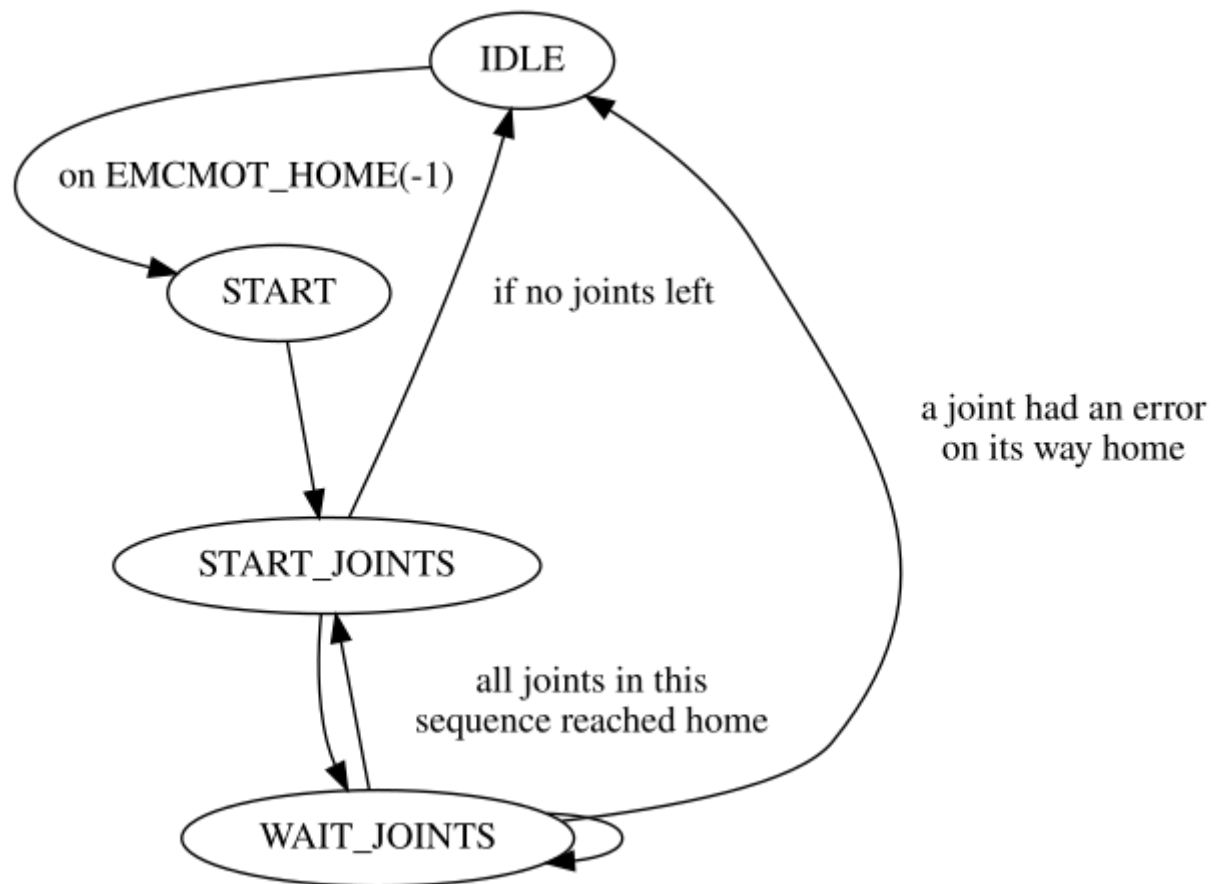 IDLE
on EMCMOT_HOME(-1)
START
if no joints left
a joint had an error
on its way home
START_JOINTS
all joints in this
sequence reached home
WAIT_JOINTS